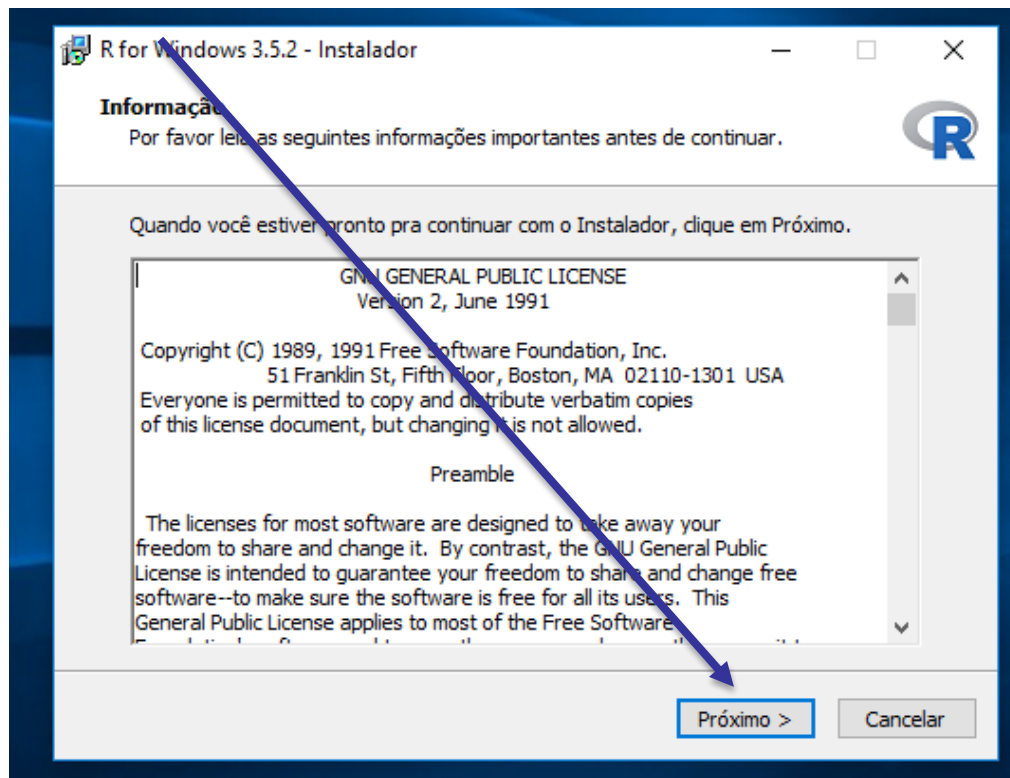 R for Windows 3.5.2 - Instalador
Informação
Por favor leia as seguintes informações importantes antes de continuar.
R
Quando você estiver pronto pra continuar com o Instalador, clique em Próximo.
GNU GENERAL PUBLIC LICENSE
Version 2, June 1991
Copyright (C) 1989, 1991 Free Software Foundation, Inc.
51 Franklin St, Fifth Floor, Boston, MA 02110-1301 USA
Everyone is permitted to copy and distribute verbatim copies
of this license document, but changing it is not allowed.
Preamble
The licenses for most software are designed to take away your
freedom to share and change it. By contrast, the GNU General Public
License is intended to guarantee your freedom to share and change free
software--to make sure the software is free for all its users. This
General Public License applies to most of the Free Software
Próximo >
Cancelar